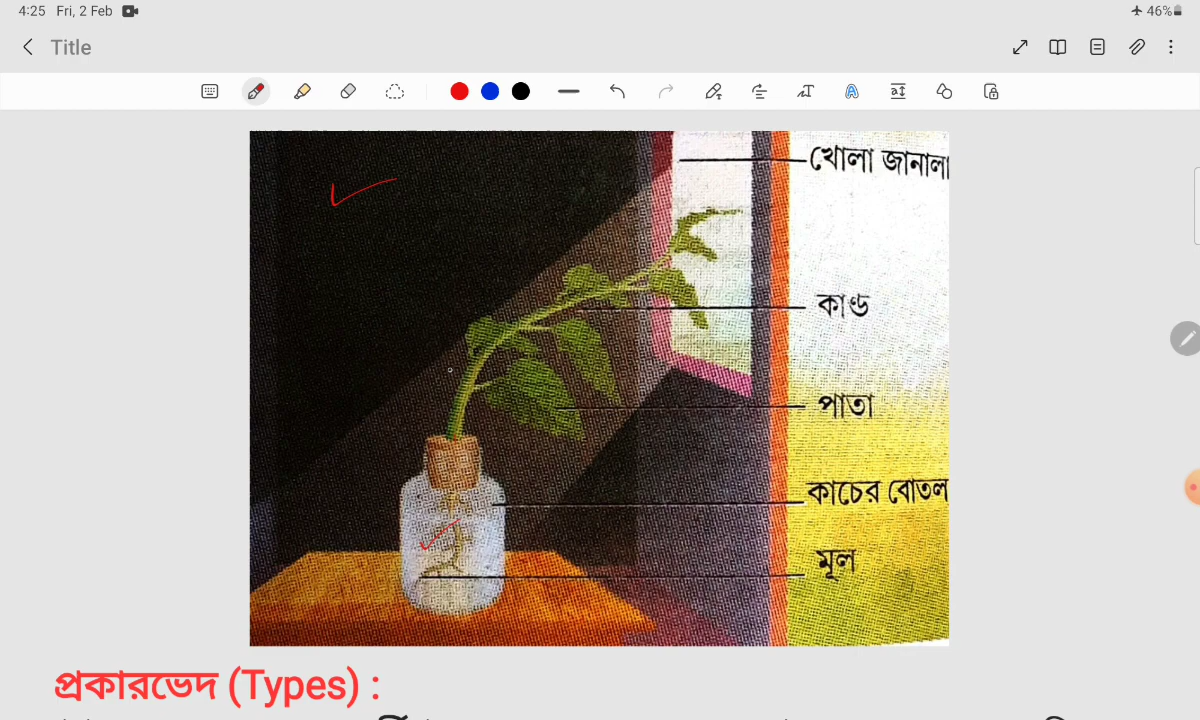 4:25 Fri, 2 Feb
46%
Title
খোলা জানালা
কাণ্ড
পাতা
কাচের বোতল
মূল
প্রকারভেদ (Types) :